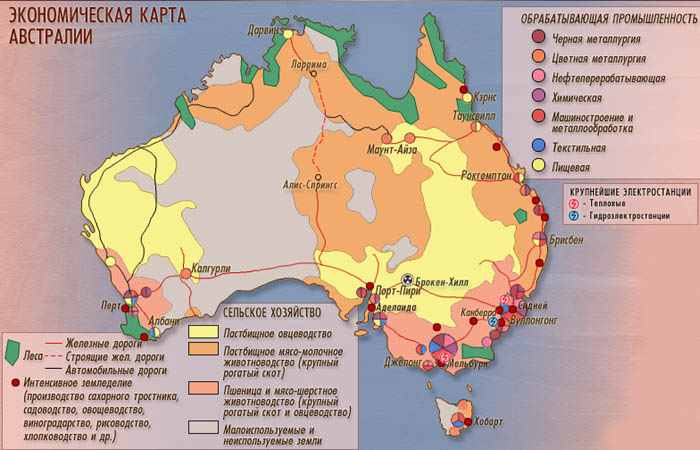 ЭКОНОМИЧЕСКАЯ КАРТА
АВСТРАЛИИ
ОБРАБАТЫВАЮЩАЯ ПРОМЫШЛЕННОСТЬ
Черная металлургия
Цветная металлургия
Нефтеперерабатывающая
Химическая
Машиностроение и
металлообработка
Текстильная
Пищевая
КРУПНЕЙШИЕ ЭЛЕКТРОСТАНЦИИ
- Тепловые
- Гидроэлектростанции
Дарвин
Ларрима
Кэрнс
Таунсвилл
Маунт-Айза
Рокгемптон
Алис-Спрингс
Брисбен
Калгурли
Брокен-Хилл
Порт-Пири
Перт
Аделаида
Сидней
Канберра
Вуллонгонг
Албани
Джелонг
Мельбурн
Хобарт
Леса
Железные дороги
Строящие жел. дороги
Автомобильные дороги
Интенсивное земледелие
(производство сахарного тростника,
садоводство, овощеводство,
виноградарство, рисоводство,
хлопководство и др.)
СЕЛЬСКОЕ ХОЗЯЙСТВО
Пастбищное овцеводство
Пастбищное мясо-молочное
животноводство (крупный
рогатый скот)
Пшеница и мясо-шерстное
животноводство (крупный
рогатый скот и овцеводство)
Малоиспользуемые и
неиспользуемые земли